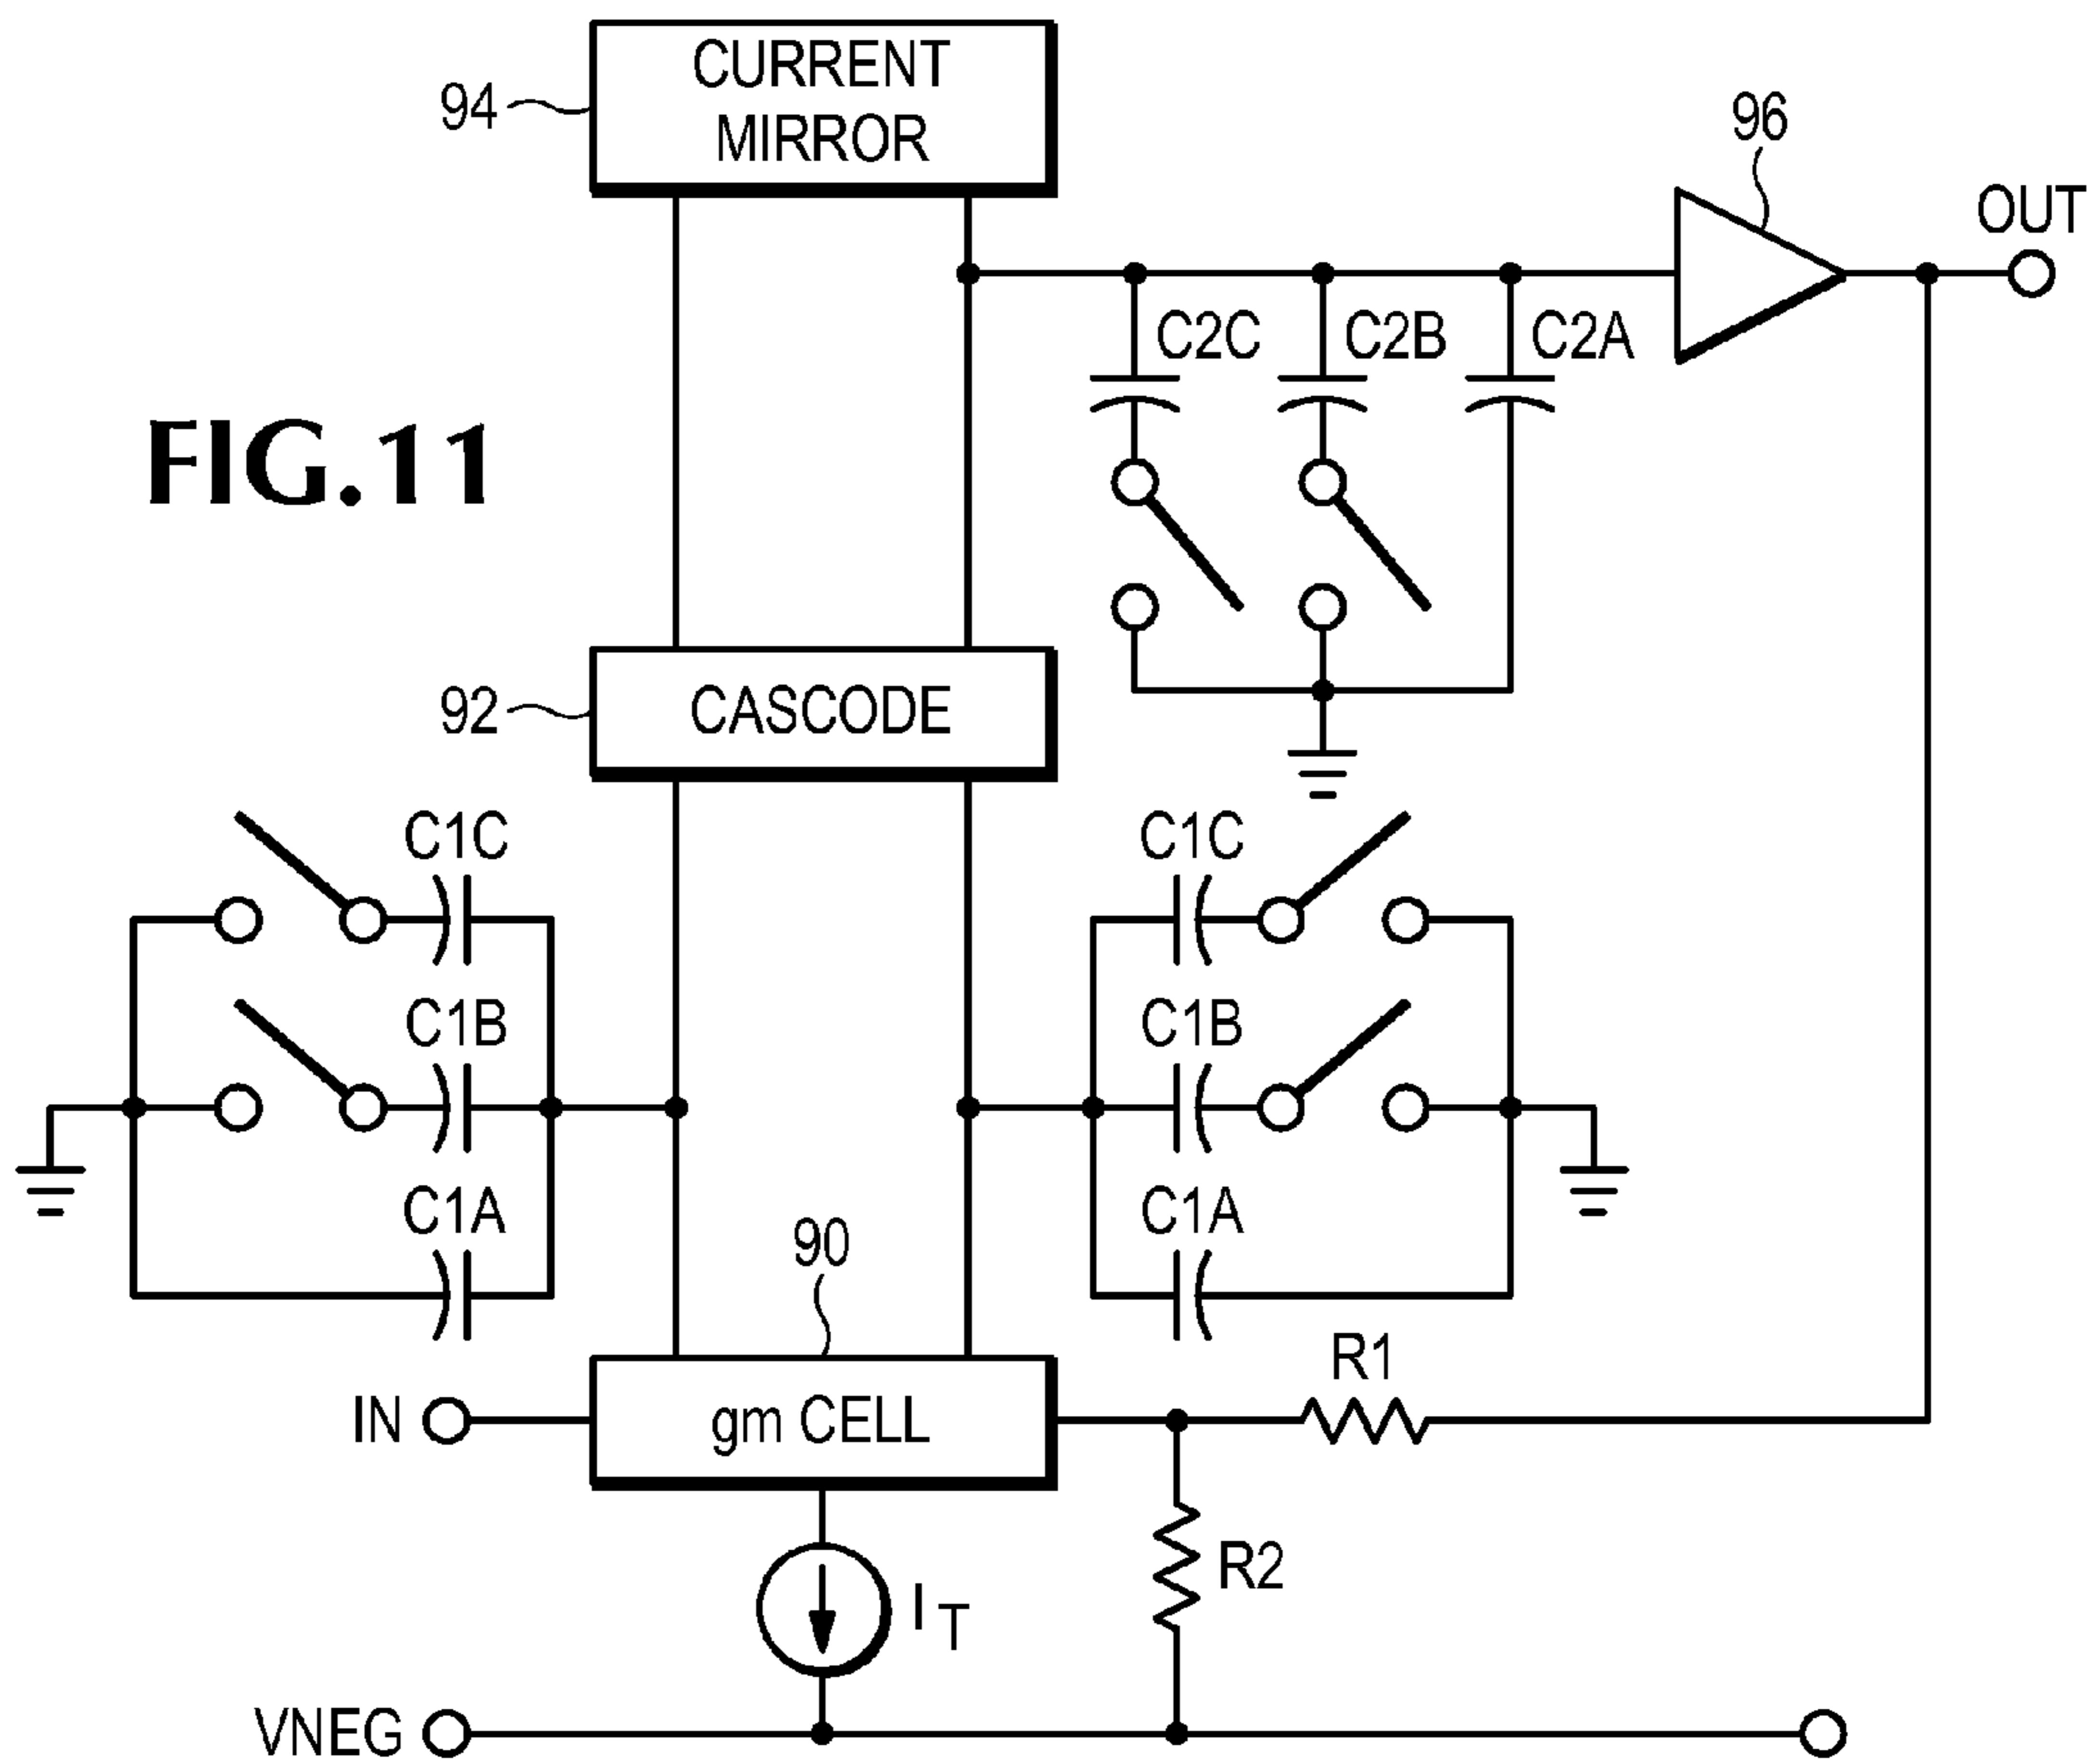 CURRENT
MIRROR
94
96
OUT
C2C
C2B
C2A
FIG.11
92
CASCODE
C1C
C1C
C1B
C1B
C1A
C1A
90
R1
IN
gm CELL
R2
I T
VNEG